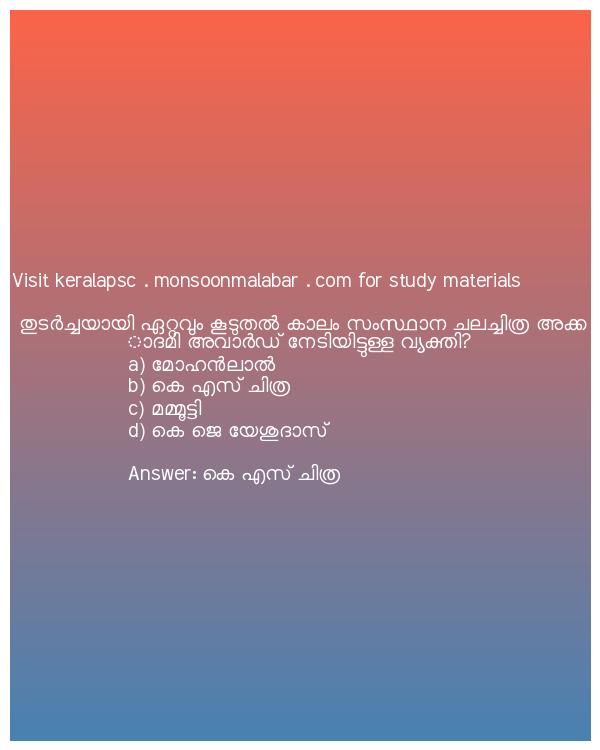 Visit keralapsc . monsoonmalabar . com for study materials
തുടർച്ചയായി ഏറ്റവും കൂടുതൽ കാലം സംസ്ഥാന ചലച്ചിത്ര അക്ക
ാദമി അവാർഡ് നേടിയിട്ടുള്ള വ്യക്തി?
a) മോഹൻലാൽ
b) കെ എസ് ചിത്ര
c) മമ്മൂട്ടി
d) കെ ജെ യേശുദാസ്
Answer: കെ എസ് ചിത്ര